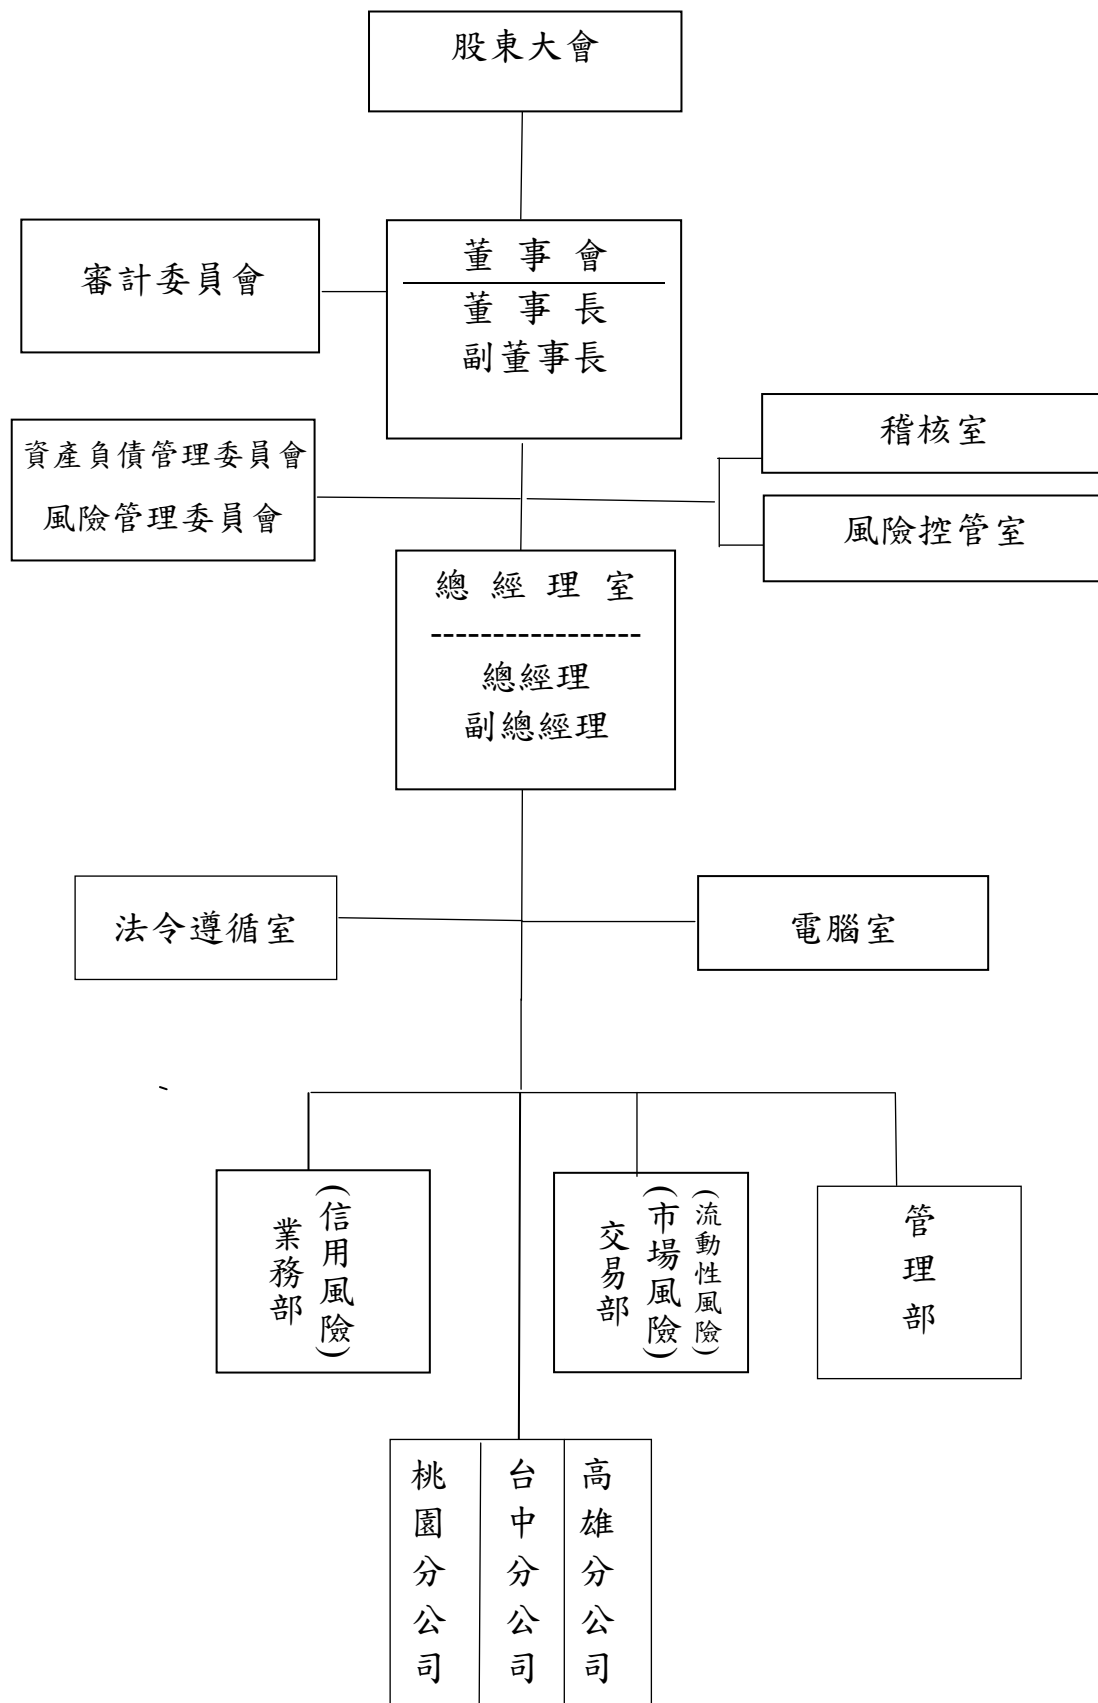 股東大會
審計委員會
董事會
董事長
副董事長
資產負債管理委員會
風險管理委員會
稽核室
風險控管室
總經理室
-----------------
總經理
副總經理
法令遵循室
電腦室
(信用風險)
業務部
(流動性風險)
(市場風險)
交易部
管理部
桃園分公司
台中分公司
高雄分公司